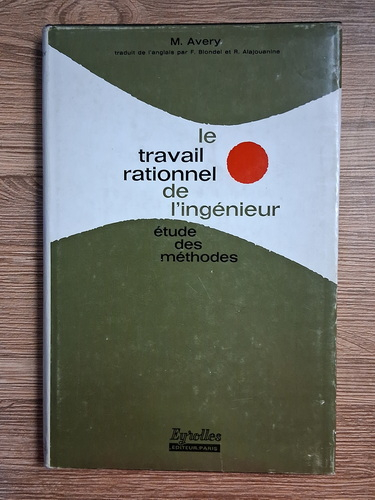 M. Avery
traduit de l'anglais par F. Blondel et R. Alajouanine
le
travail
rationnel
de
l'ingénieur
étude
des
méthodes
Eyrolles
EDITEUR PARIS